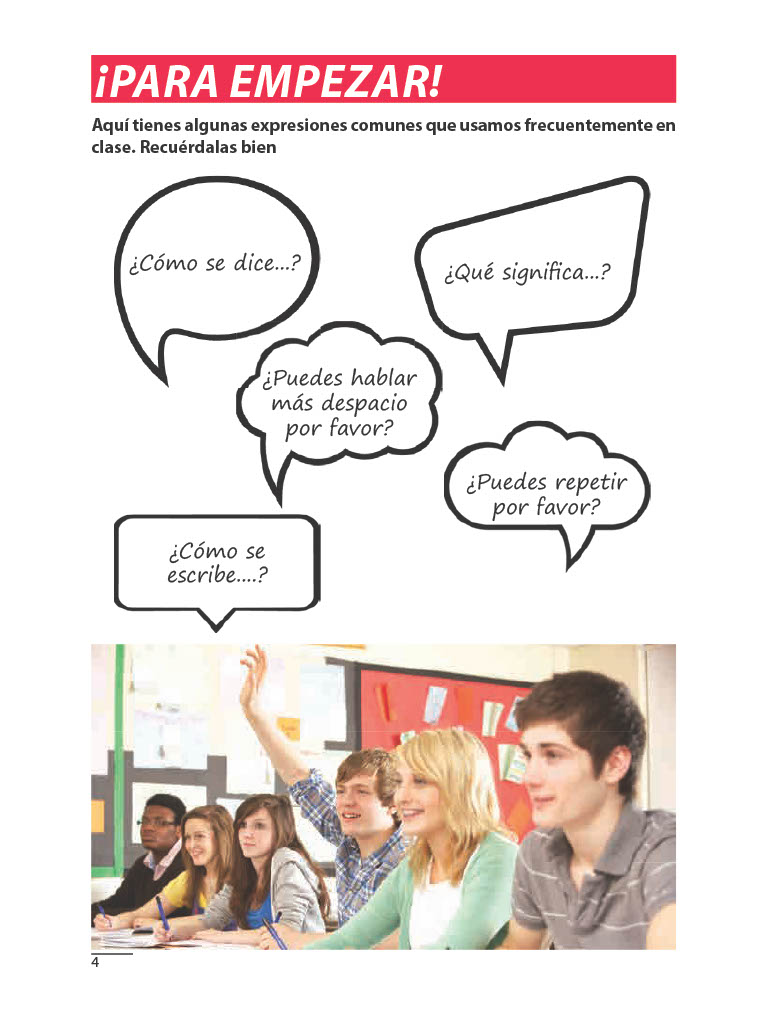 ¡PARA EMPEZAR!
Aquí tienes algunas expresiones comunes que usamos frecuentemente en
clase. Recuérdalas bien
¿Cómo se dice...?
¿Qué significa...?
¿Puedes hablar
más despacio
por favor?
¿Puedes repetir
por favor?
¿Cómo se
escribe....?
4